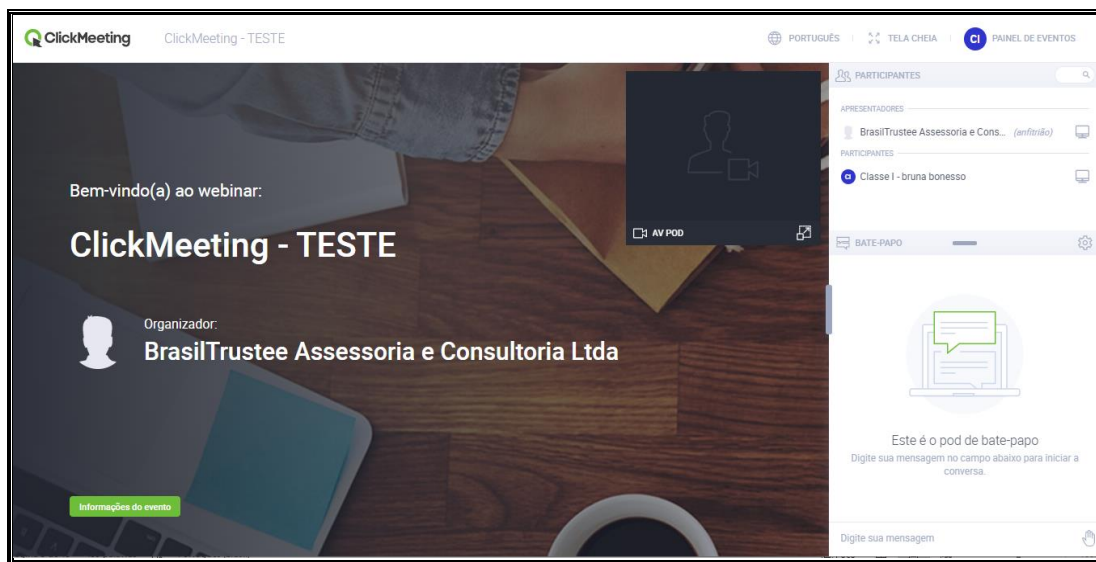 ClickMeeting
ClickMeeting - TESTE
PORTUGUÊS
TELA CHEIA
CI
PAINEL DE EVENTOS
Bem-vindo(a) ao webinar:
ClickMeeting - TESTE
Organizador:
BrasilTrustee Assessoria e Consultoria Ltda
Informações do evento
AV POD
PARTICIPANTES
APRESENTADORES
BrasilTrustee Assessoria e Cons... (anfitrião)
PARTICIPANTES
CI Classe I - bruna bonesso
BATE-PAPO
Este é o pod de bate-papo
Digite sua mensagem no campo abaixo para iniciar a
conversa.
Digite sua mensagem